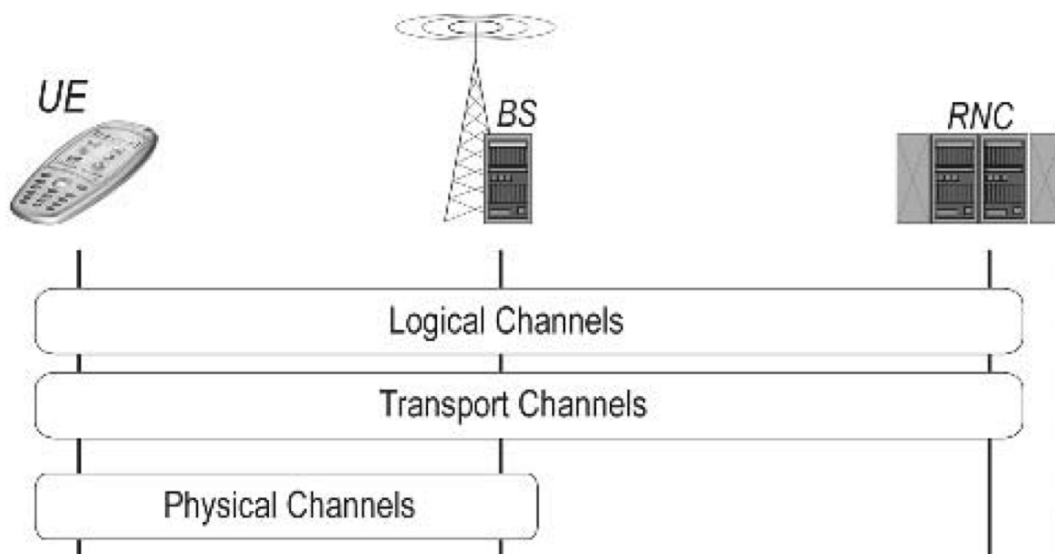 UE
BS
RNC
Logical Channels
Transport Channels
Physical Channels